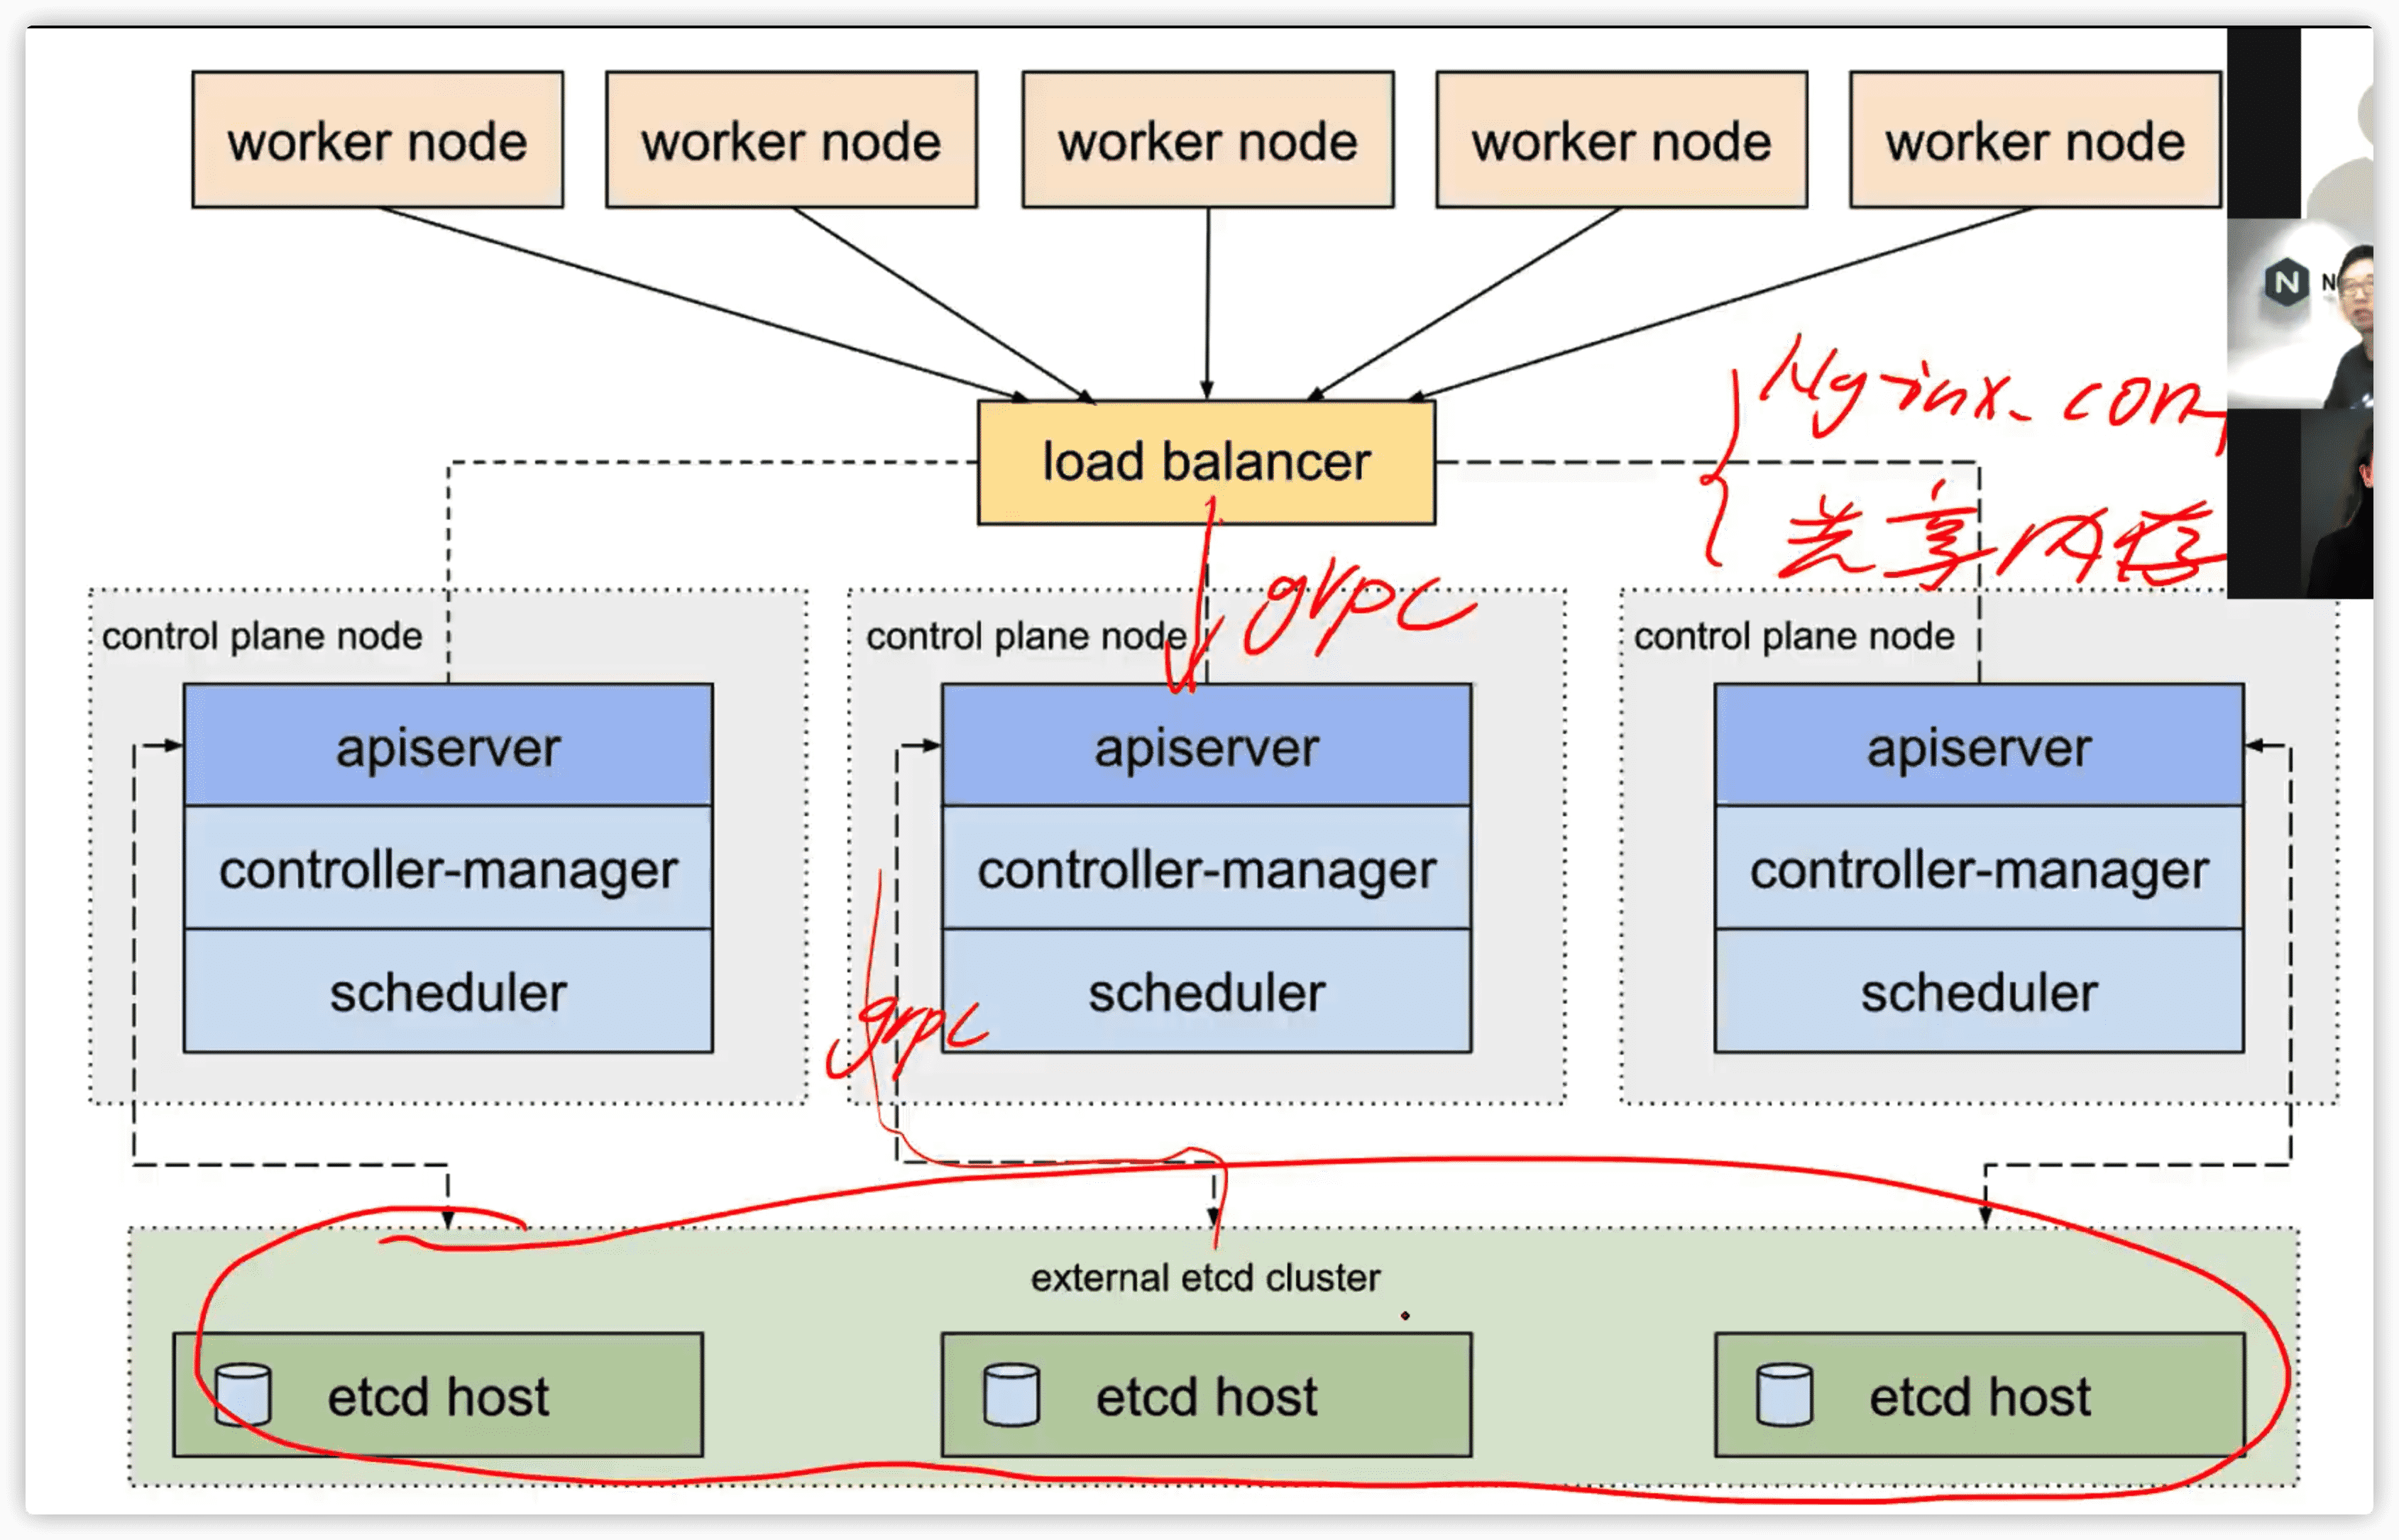 worker node
worker node
worker node
worker node
worker node
N
Nginx.con
load balancer
共享内存
grpc
control plane node
control plane node
control plane node
apiserver
apiserver
apiserver
controller-manager
controller-manager
controller-manager
scheduler
scheduler
scheduler
grpc
external etcd cluster
etcd host
etcd host
etcd host